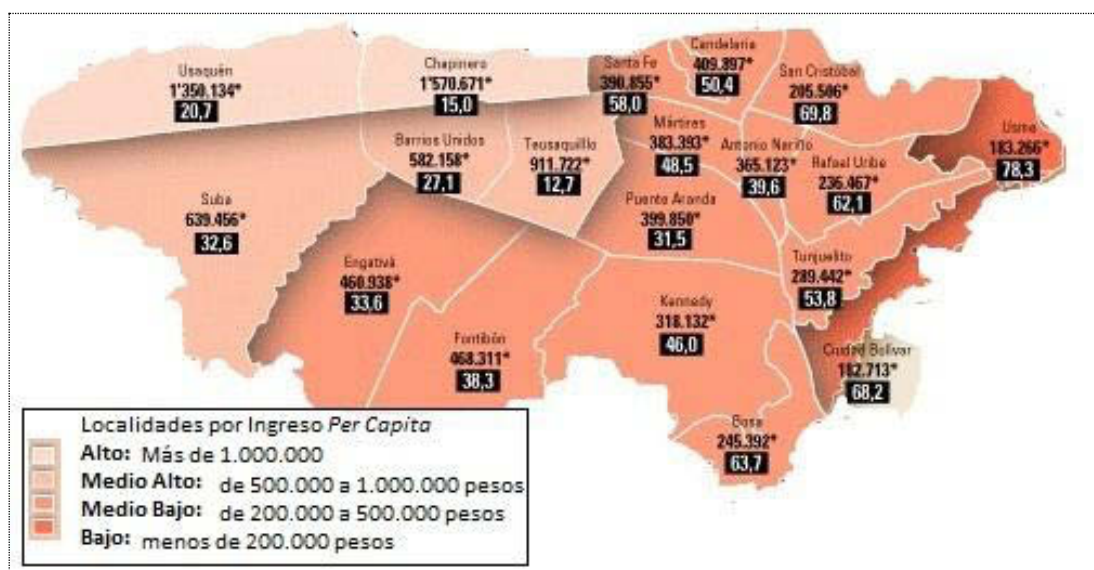 Usaquén
1'350.134*
20,7
Chapinero
1'570.671*
15,0
Santa Fe
390.855*
58,0
Candelaria
409.897*
50,4
San Cristóbal
205.506*
69,8
Usme
183.266*
78,3
Barrios Unidos
582.158*
27,1
Teusaquillo
911.722*
12,7
Mártires
383.393*
48,5
Antonio Nariño
365.123*
39,6
Rafael Uribe
236.467*
62,1
Suba
639.456*
32,6
Puente Aranda
399.850*
31,5
Engativá
460.938*
33,6
Tunjuelito
289.442*
53,8
Kennedy
318.132*
46,0
Fontibón
468.311*
38,3
Ciudad Bolívar
182.713*
68,2
Bosa
245.392*
63,7
Localidades por Ingreso Per Capita
Alto: Más de 1.000.000
Medio Alto: de 500.000 a 1.000.000 pesos
Medio Bajo: de 200.000 a 500.000 pesos
Bajo: menos de 200.000 pesos